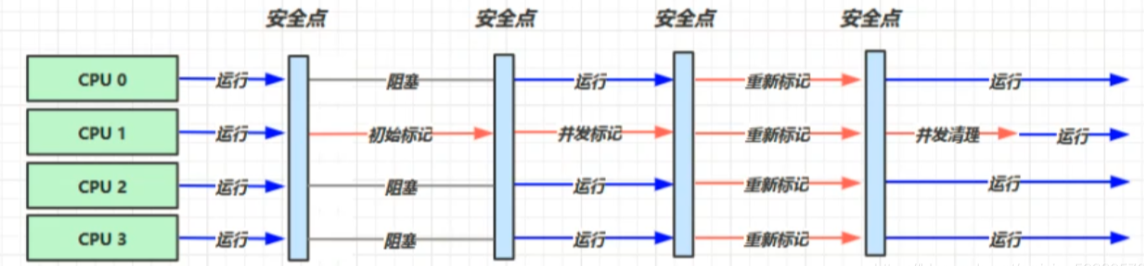 安全点 安全点 安全点 安全点
CPU 0 运行 阻塞 运行 重新标记 运行
CPU 1 运行 初始标记 并发标记 重新标记 并发清理 运行
CPU 2 运行 阻塞 运行 重新标记 运行
CPU 3 运行 阻塞 运行 重新标记 运行